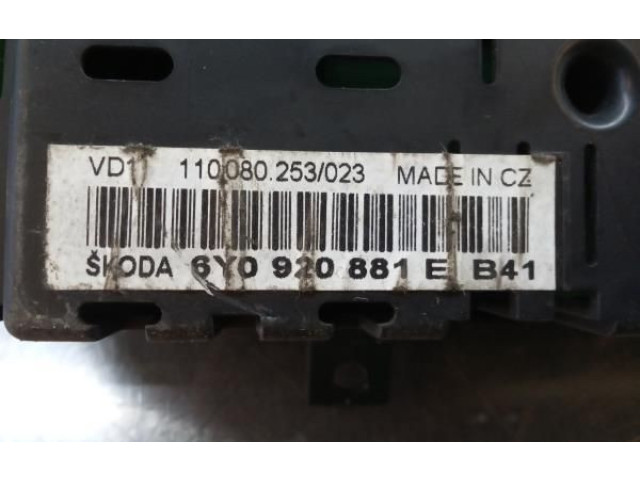 VD1 110.080.253/023 MADE IN CZ
ŠKODA 6Y0 920 881 E B41